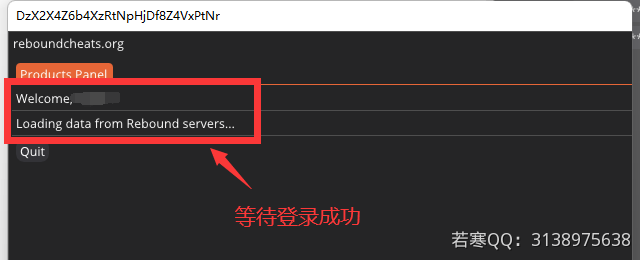 DzX2X4Z6b4XzRtNpHjDf8Z4VxPtNr
reboundcheats.org
Products Panel
Welcome,
Loading data from Rebound servers...
Quit
等待登录成功
若寒QQ：3138975638